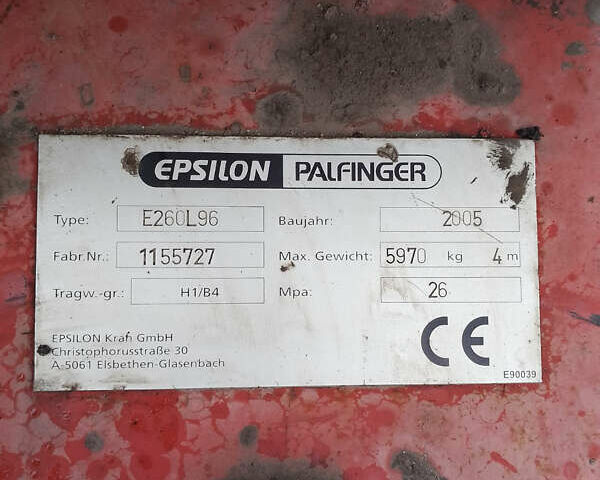 EPSILON PALFINGER
Type: E260L96 Baujahr: 2005
Fabr.Nr.: 1155727 Max. Gewicht: 5970 kg 4 m
Tragw.-gr.: H1/B4 Mpa: 26
EPSILON Kran GmbH
Christophorusstraße 30
A-5061 Elsbethen-Glasenbach
CE
E90039